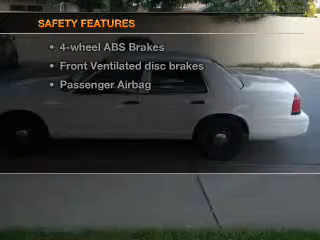 SAFETY FEATURES
• 4-wheel ABS Brakes
• Front Ventilated disc brakes
• Passenger Airbag